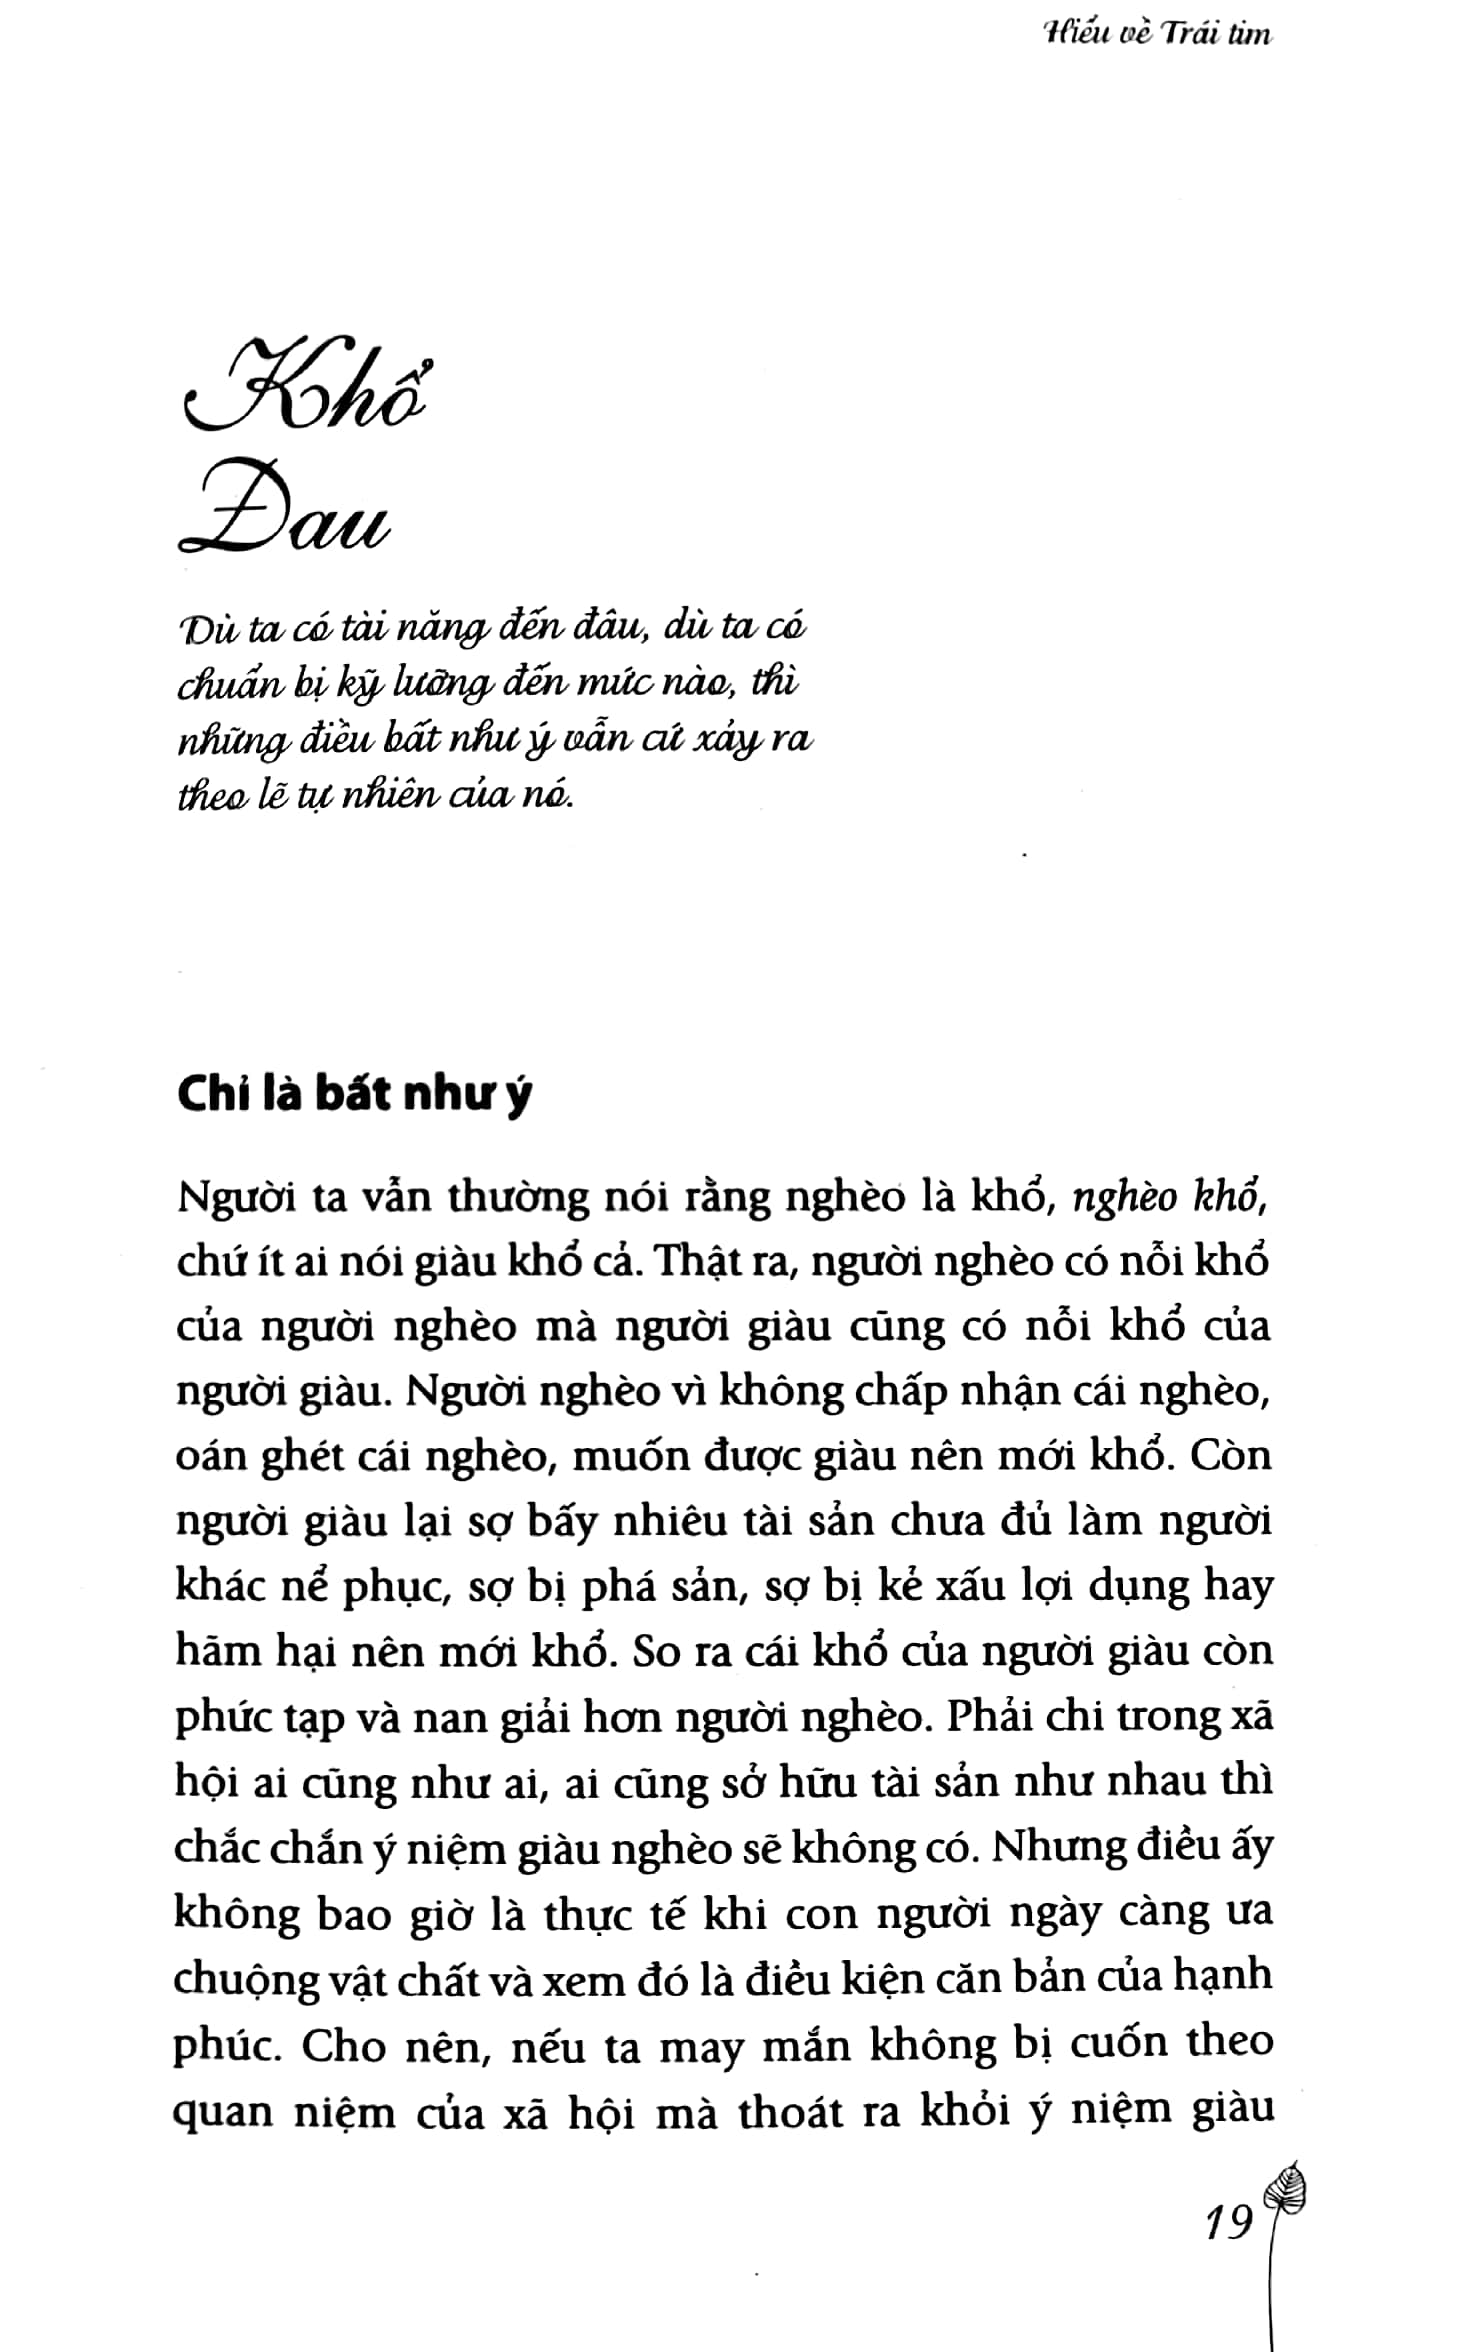 Hiểu về Trái tim
Khổ
Đau
Dù ta có tài năng đến đâu, dù ta có
chuẩn bị kỹ lưỡng đến mức nào, thì
những điều bất như ý vẫn cứ xảy ra
theo lẽ tự nhiên của nó.
Chỉ là bất như ý
Người ta vẫn thường nói rằng nghèo là khổ, nghèo khổ,
chứ ít ai nói giàu khổ cả. Thật ra, người nghèo có nỗi khổ
của người nghèo mà người giàu cũng có nỗi khổ của
người giàu. Người nghèo vì không chấp nhận cái nghèo,
oán ghét cái nghèo, muốn được giàu nên mới khổ. Còn
người giàu lại sợ bấy nhiêu tài sản chưa đủ làm người
khác nể phục, sợ bị phá sản, sợ bị kẻ xấu lợi dụng hay
hãm hại nên mới khổ. So ra cái khổ của người giàu còn
phức tạp và nan giải hơn người nghèo. Phải chi trong xã
hội ai cũng như ai, ai cũng sở hữu tài sản như nhau thì
chắc chắn ý niệm giàu nghèo sẽ không có. Nhưng điều ấy
không bao giờ là thực tế khi con người ngày càng ưa
chuộng vật chất và xem đó là điều kiện căn bản của hạnh
phúc. Cho nên, nếu ta may mắn không bị cuốn theo
quan niệm của xã hội mà thoát ra khỏi ý niệm giàu
19